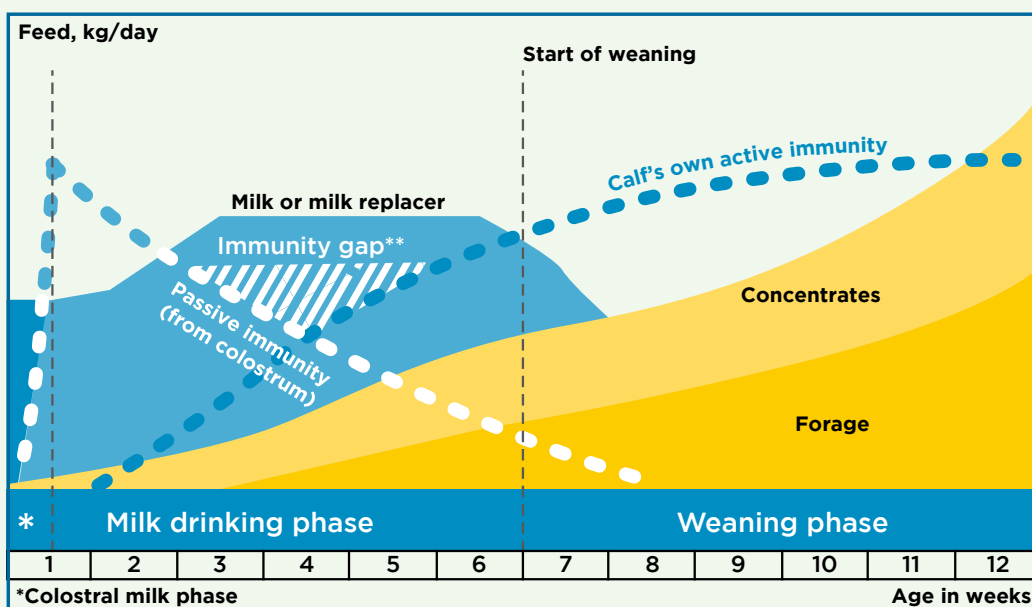 Feed, kg/day
Start of weaning
Calf's own active immunity
Milk or milk replacer
Immunity gap**
Passive immunity
(from colostrum)
Concentrates
Forage
* Milk drinking phase
Weaning phase
1 2 3 4 5 6 7 8 9 10 11 12
*Colostral milk phase
Age in weeks